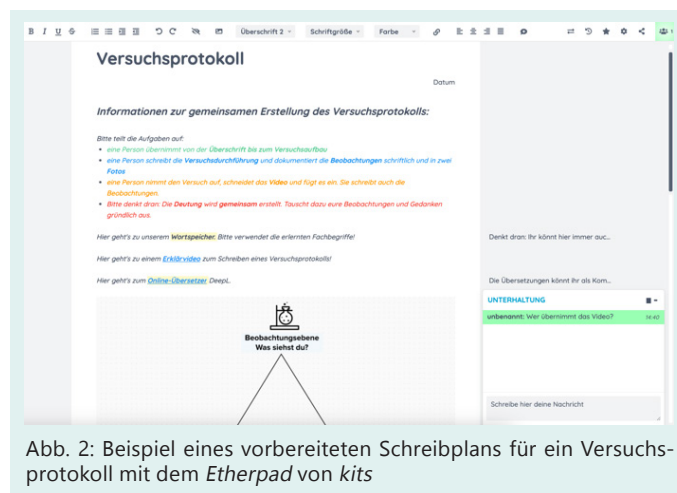 B I U S Überschrift 2 Schriftgröße Farbe 1
Versuchsprotokoll
Datum
Informationen zur gemeinsamen Erstellung des Versuchsprotokolls:
Bitte teilt die Aufgaben auf:
• eine Person übernimmt von der Überschrift bis zum Versuchsaufbau
• eine Person schreibt die Versuchsdurchführung und dokumentiert die Beobachtungen schriftlich und in zwei
Fotos
• eine Person nimmt den Versuch auf, schneidet das Video und fügt es ein. Sie schreibt auch die
Beobachtungen.
• Bitte denkt dran: Die Deutung wird gemeinsam erstellt. Tauscht dazu eure Beobachtungen und Gedanken
gründlich aus.
Hier geht's zu unserem Wortspeicher. Bitte verwendet die erlernten Fachbegriffe!
Denkt dran: Ihr könnt hier immer auc...
Hier geht's zu einem Erklärvideo zum Schreiben eines Versuchsprotokolls!
Hier geht's zum Online-Übersetzer DeepL.
Die Übersetzungen könnt ihr als Kom...
UNTERHALTUNG
unbenannt: Wer übernimmt das Video? 14:40
Beobachtungsebene
Was siehst du?
Schreibe hier deine Nachricht
Abb. 2: Beispiel eines vorbereiteten Schreibplans für ein Versuchs-
protokoll mit dem Etherpad von kits